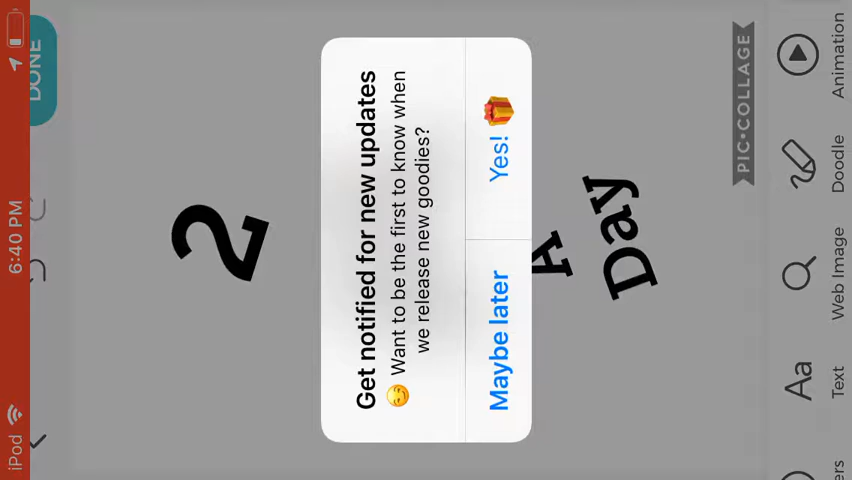 iPod 6:40 PM
DONE
2
Get notified for new updates
😄 Want to be the first to know when
we release new goodies?
Maybe later
Yes! 🎁
A
Day
PIC•COLLAGE
Aa
Text
Web Image
Doodle
Animation